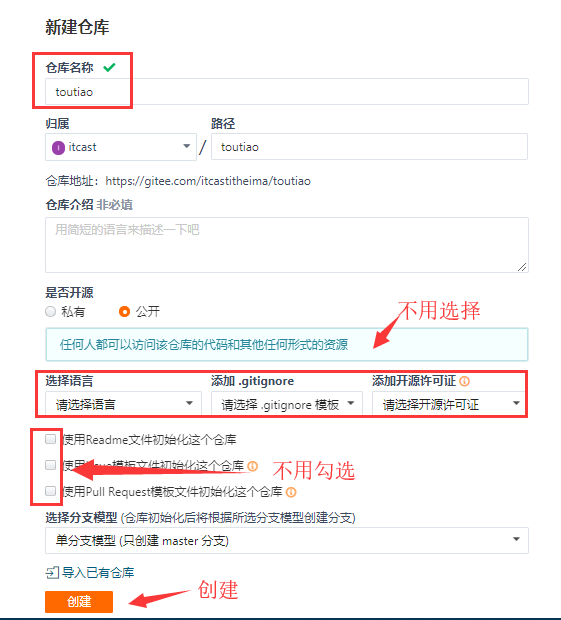 新建仓库
仓库名称
toutiao
归属 路径
itcast / toutiao
仓库地址：https://gitee.com/itcastitheima/toutiao
仓库介绍 非必填
用简短的语言来描述一下吧
是否开源
私有 公开
不用选择
任何人都可以访问该仓库的代码和其他任何形式的资源
选择语言 添加 .gitignore 添加开源许可证
请选择语言 请选择 .gitignore 模板 请选择开源许可证
使用Readme文件初始化这个仓库
使用 模板文件初始化这个仓库
不用勾选
使用Pull Request模板文件初始化这个仓库
选择分支模型 (仓库初始化后将根据所选分支模型创建分支)
单分支模型 (只创建 master 分支)
导入已有仓库
创建
创建